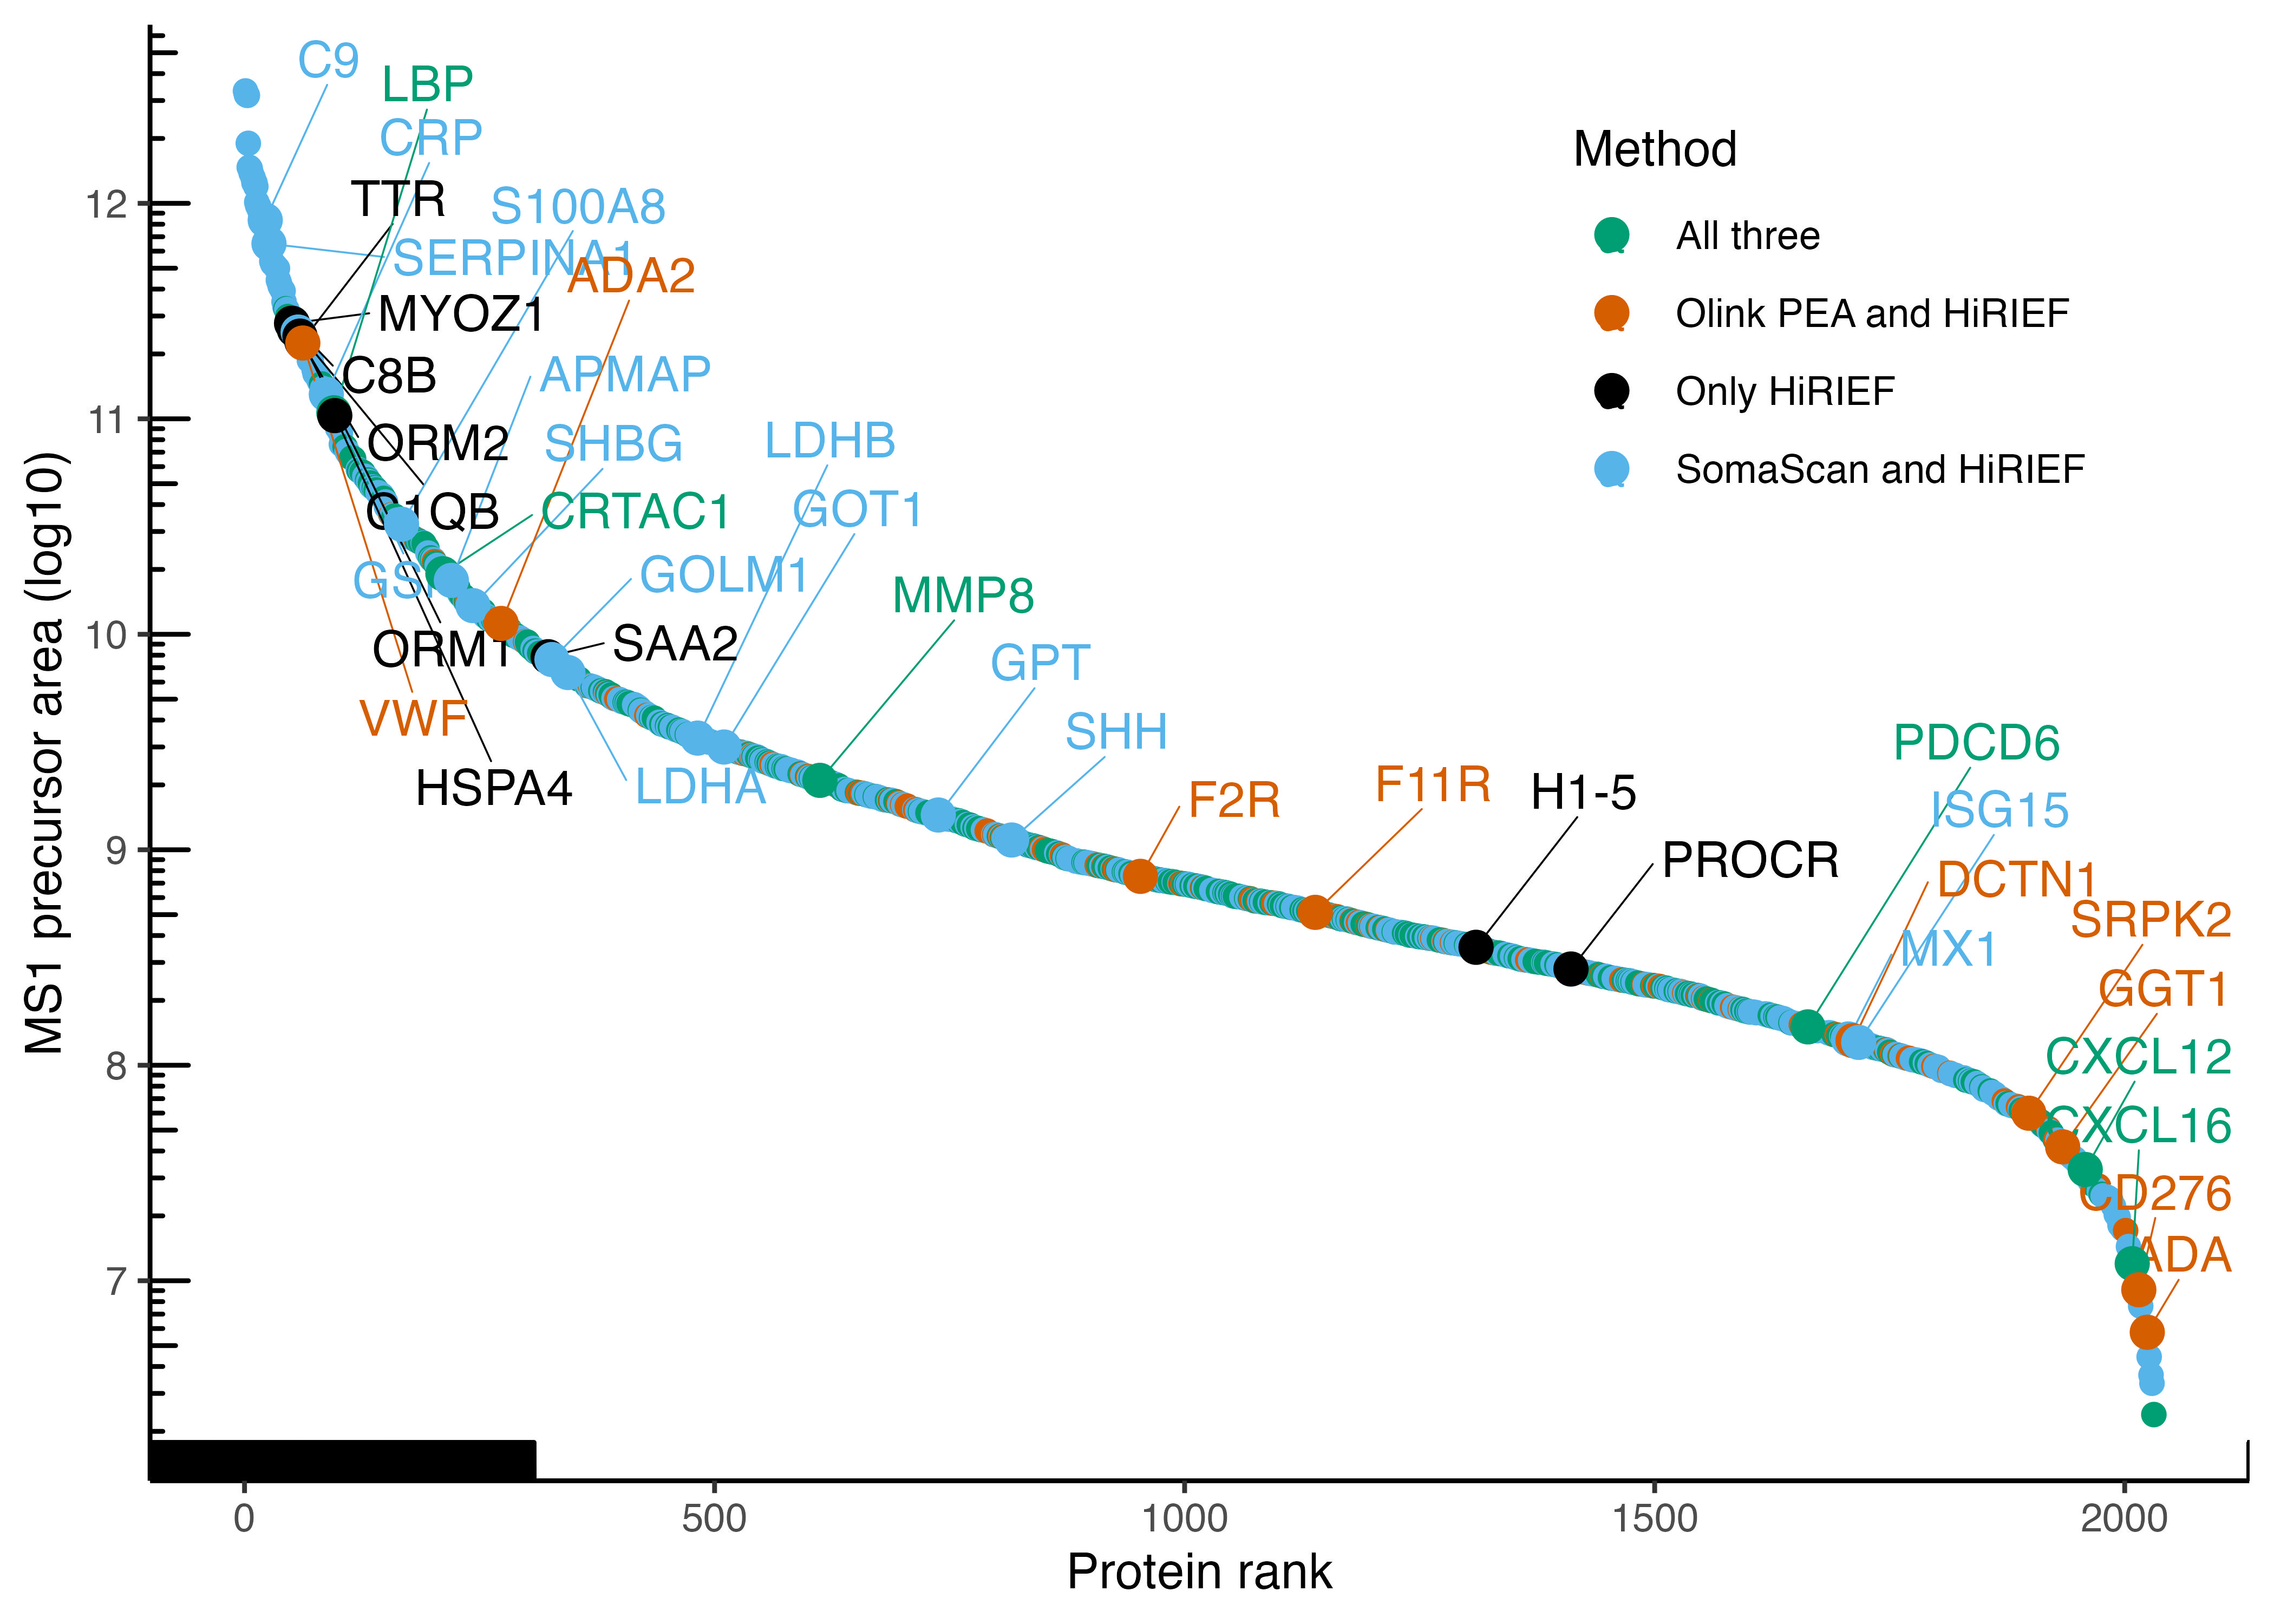 C9
LBP
CRP
TTR
S100A8
SERPINA1
ADA2
MYOZ1
C8B
APMAP
ORM2
SHBG
LDHB
C1QB
CRTAC1
GOT1
GOLM1
MMP8
ORM1
SAA2
GPT
VWF
SHH
HSPA4
LDHA
F2R
F11R
H1-5
PROCR
PDCD6
ISG15
DCTN1
SRPK2
MX1
GGT1
CXCL12
CXCL16
CD276
ADA
Method
All three
Olink PEA and HiRIEF
Only HiRIEF
SomaScan and HiRIEF
MS1 precursor area (log10)
12
11
10
9
8
7
0 500 1000 1500 2000
Protein rank